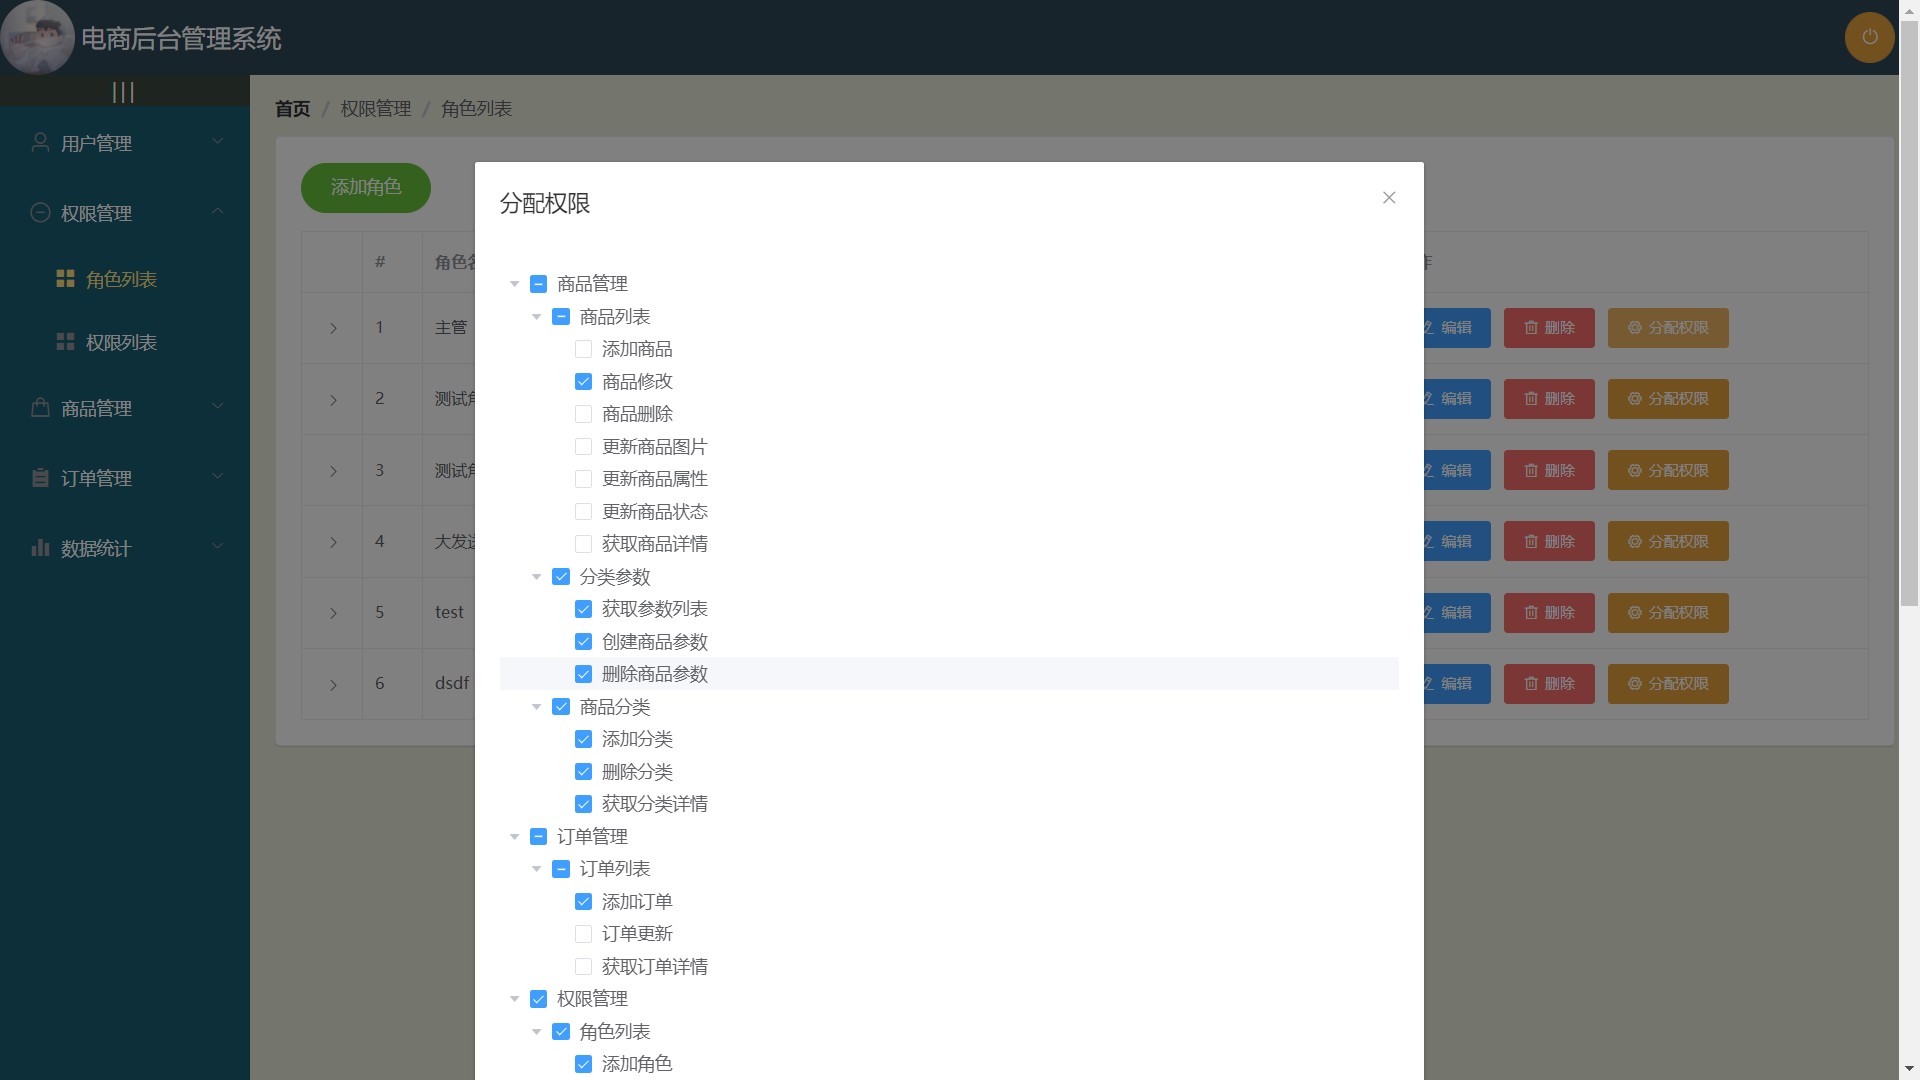 电商后台管理系统
|||
用户管理
权限管理
角色列表
权限列表
商品管理
订单管理
数据统计
首页 / 权限管理 / 角色列表
添加角色
# 角色
1 主管 编辑 删除 分配权限
2 测试 编辑 删除 分配权限
3 测试 编辑 删除 分配权限
4 大发 编辑 删除 分配权限
5 test 编辑 删除 分配权限
6 dsdf 编辑 删除 分配权限
分配权限
商品管理
商品列表
添加商品
商品修改
商品删除
更新商品图片
更新商品属性
更新商品状态
获取商品详情
分类参数
获取参数列表
创建商品参数
删除商品参数
商品分类
添加分类
删除分类
获取分类详情
订单管理
订单列表
添加订单
订单更新
获取订单详情
权限管理
角色列表
添加角色